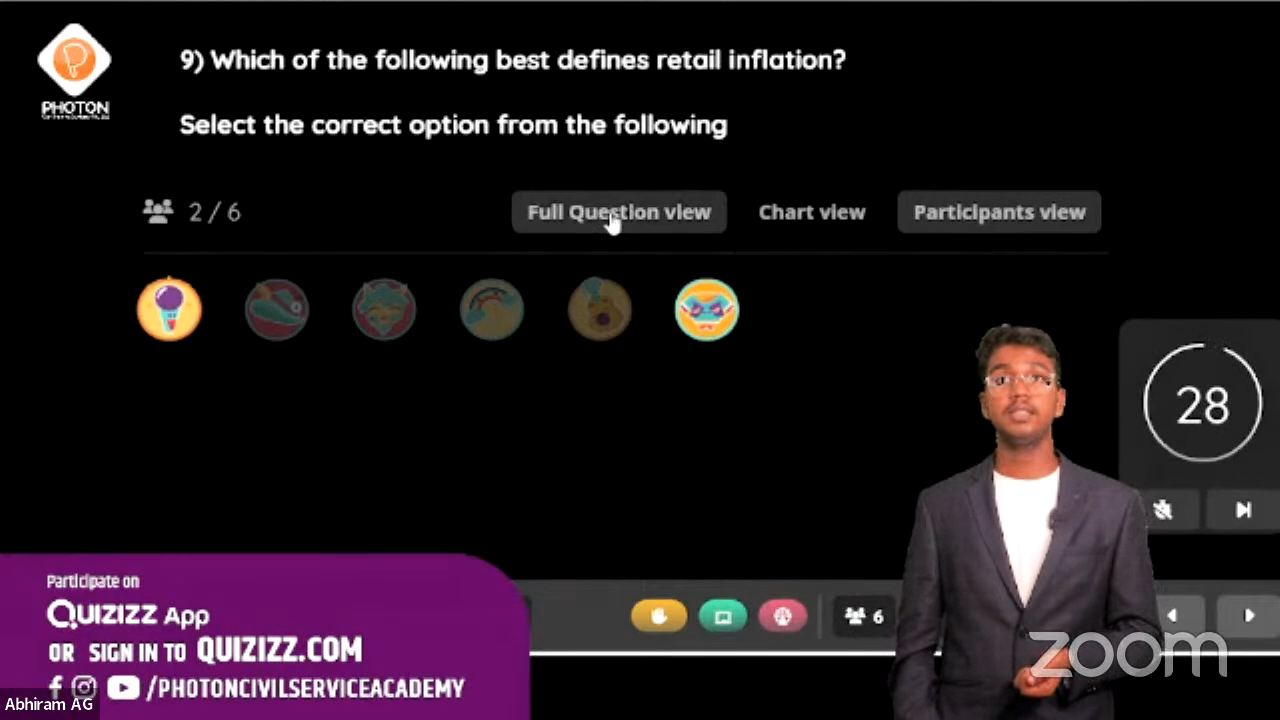 9) Which of the following best defines retail inflation?
PHOTON
Select the correct option from the following
2 / 6
Full Question view
Chart view
Participants view
28
Participate on
QUIZIZZ App
OR SIGN IN TO QUIZIZZ.COM
6
/PHOTONCIVILSERVICEACADEMY
Abhiram AG
zoom